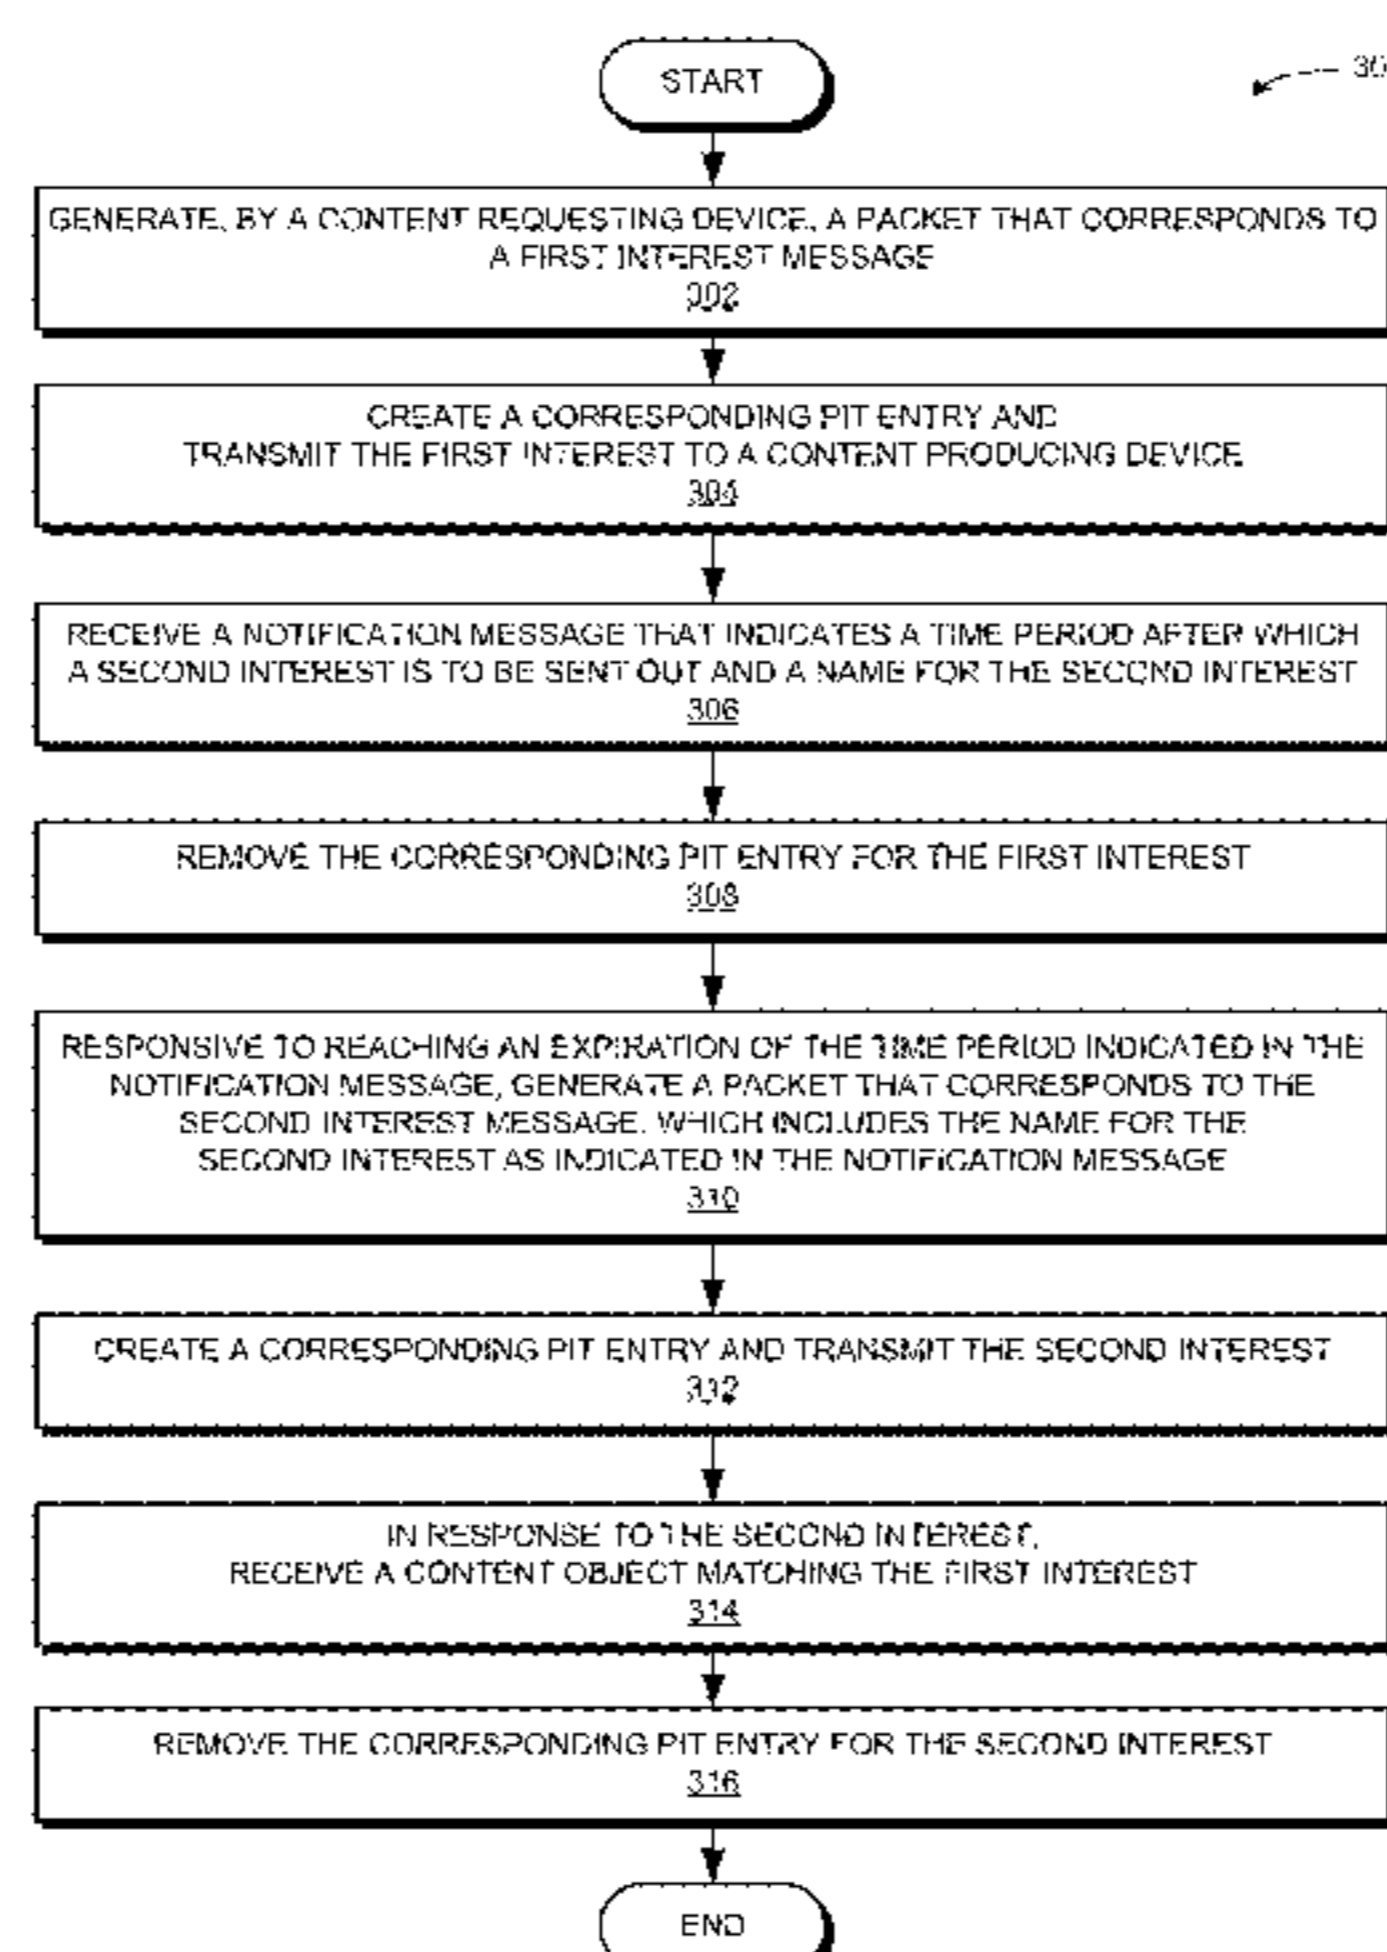 START
GENERATE, BY A CONTENT REQUESTING DEVICE, A PACKET THAT CORRESPONDS TO
A FIRST INTEREST MESSAGE
302
CREATE A CORRESPONDING PIT ENTRY AND
TRANSMIT THE FIRST INTEREST TO A CONTENT PRODUCING DEVICE
304
RECEIVE A NOTIFICATION MESSAGE THAT INDICATES A TIME PERIOD AFTER WHICH
A SECOND INTEREST IS TO BE SENT OUT AND A NAME FOR THE SECOND INTEREST
306
REMOVE THE CORRESPONDING PIT ENTRY FOR THE FIRST INTEREST
308
RESPONSIVE TO REACHING AN EXPIRATION OF THE TIME PERIOD INDICATED IN THE
NOTIFICATION MESSAGE, GENERATE A PACKET THAT CORRESPONDS TO THE
SECOND INTEREST MESSAGE, WHICH INCLUDES THE NAME FOR THE
SECOND INTEREST AS INDICATED IN THE NOTIFICATION MESSAGE
310
CREATE A CORRESPONDING PIT ENTRY AND TRANSMIT THE SECOND INTEREST
312
IN RESPONSE TO THE SECOND INTEREST,
RECEIVE A CONTENT OBJECT MATCHING THE FIRST INTEREST
314
REMOVE THE CORRESPONDING PIT ENTRY FOR THE SECOND INTEREST
316
END